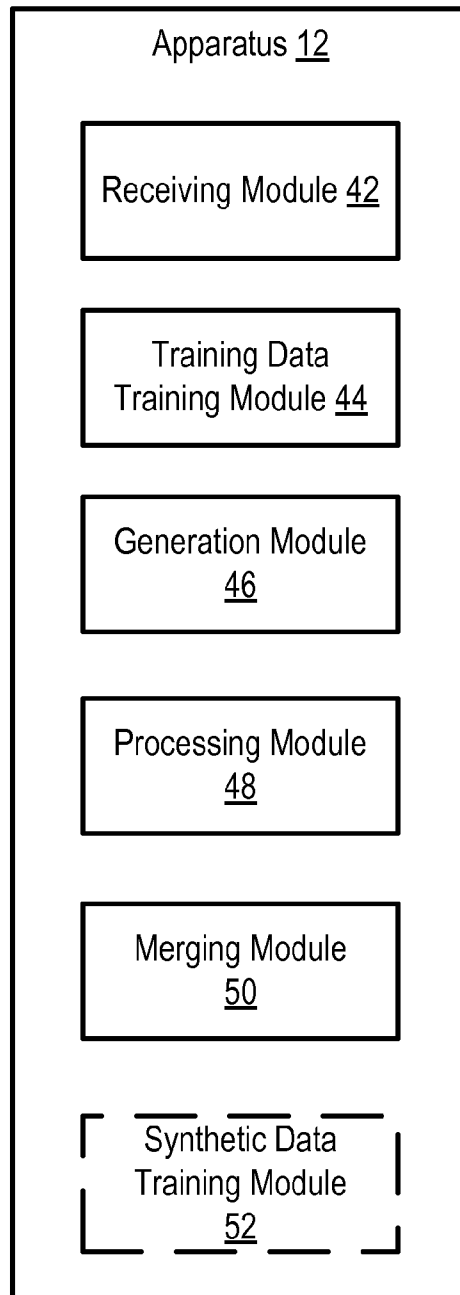 Apparatus 12
Receiving Module 42
Training Data
Training Module 44
Generation Module
46
Processing Module
48
Merging Module
50
Synthetic Data
Training Module
52